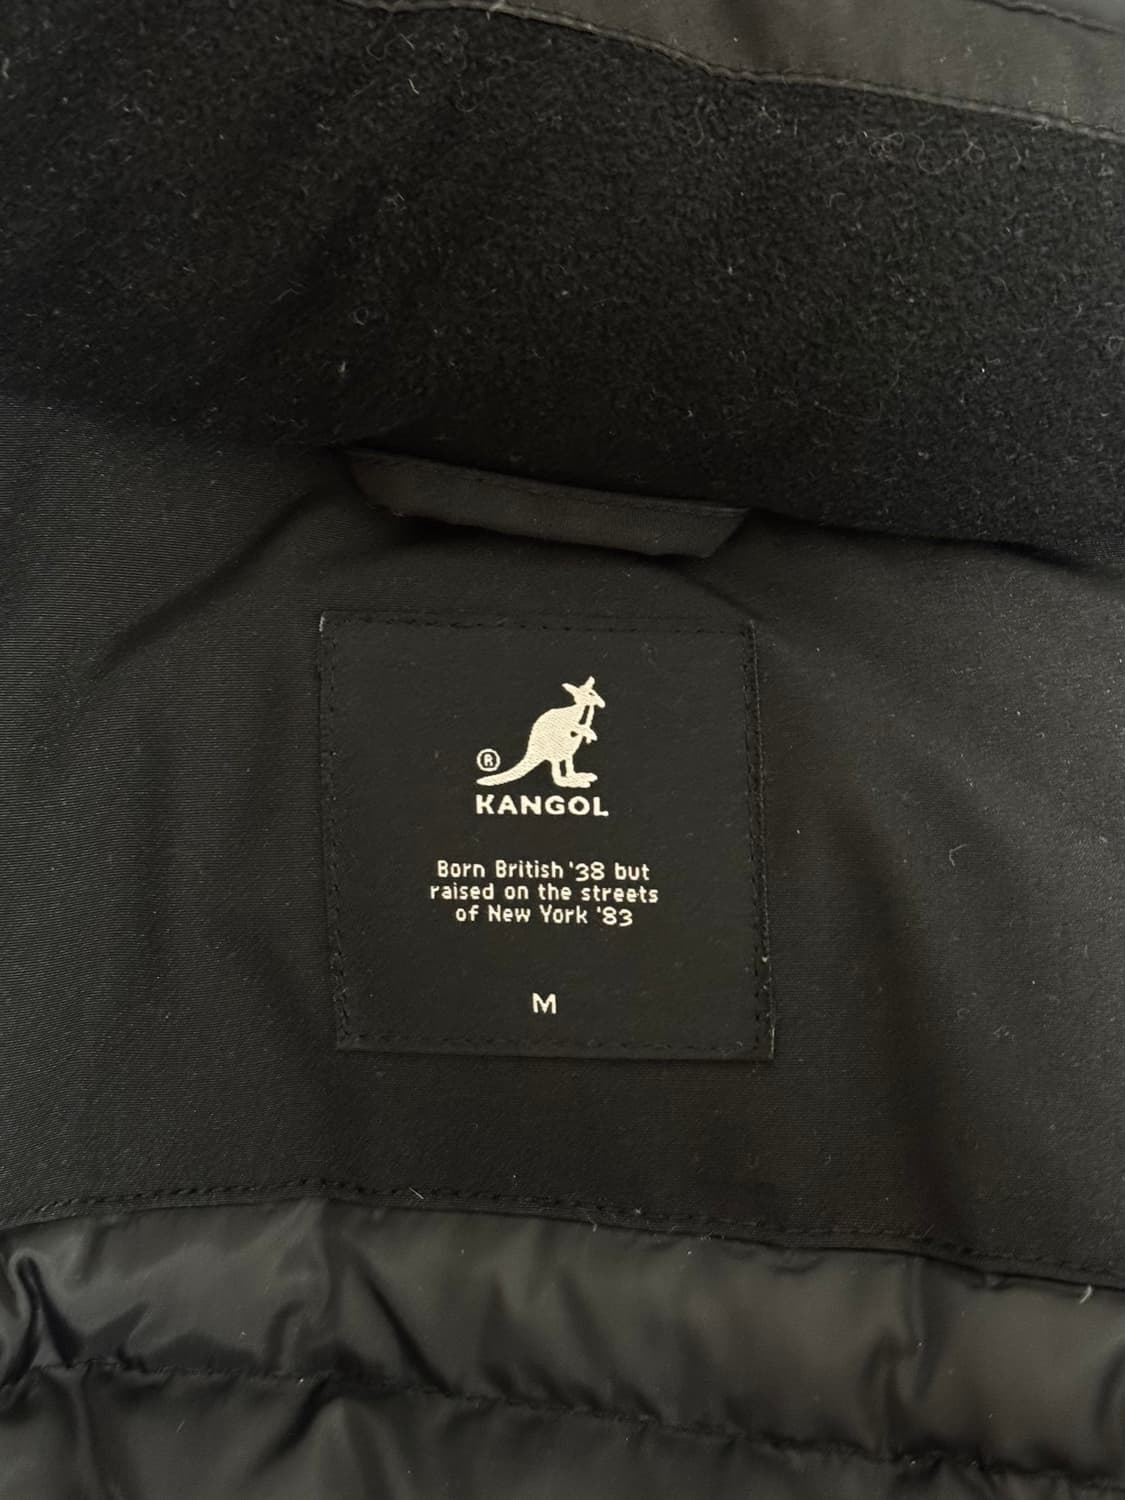 ®
KANGOL
Born British '38 but
raised on the streets
of New York '83
M